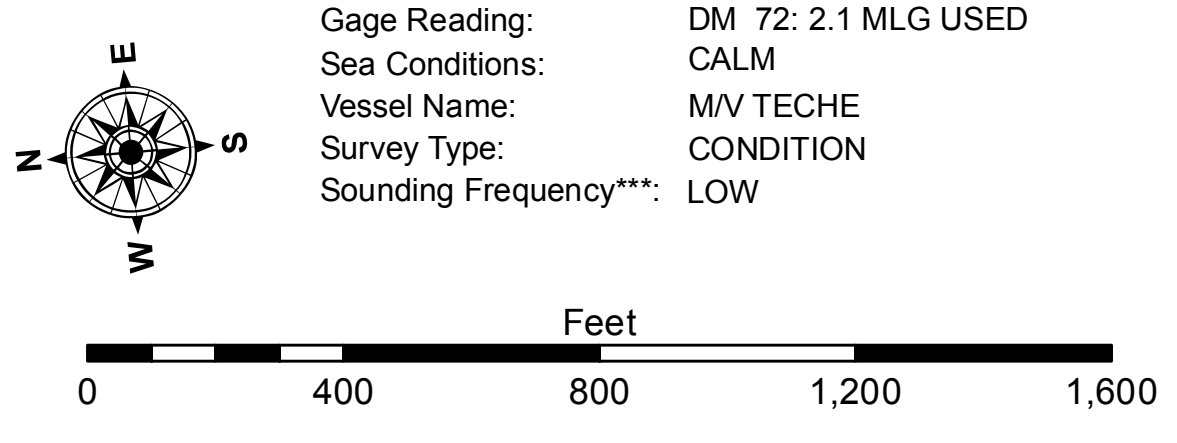 E
N
S
W
Gage Reading: DM 72: 2.1 MLG USED
Sea Conditions: CALM
Vessel Name: M/V TECHE
Survey Type: CONDITION
Sounding Frequency***: LOW
Feet
0 400 800 1,200 1,600